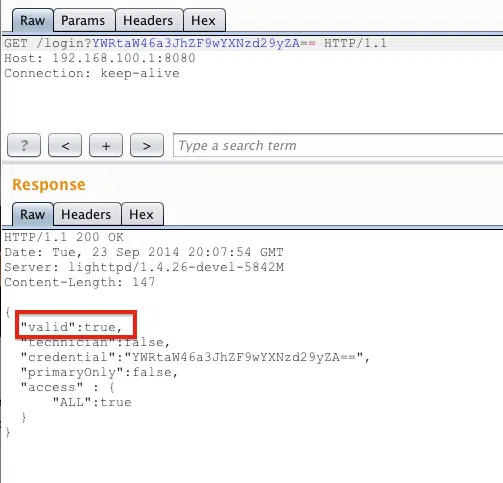 Raw Params Headers Hex
GET /login?YWRtaW46a3JhZF9wYXNzd29yZA== HTTP/1.1
Host: 192.168.100.1:8080
Connection: keep-alive
? < + > Type a search term
Response
Raw Headers Hex
HTTP/1.1 200 OK
Date: Tue, 23 Sep 2014 20:07:54 GMT
Server: lighttpd/1.4.26-devel-5842M
Content-Length: 147
{
"valid":true,
"technician":false,
"credential":"YWRtaW46a3JhZF9wYXNzd29yZA==",
"primaryOnly":false,
"access" : {
"ALL":true
}
}